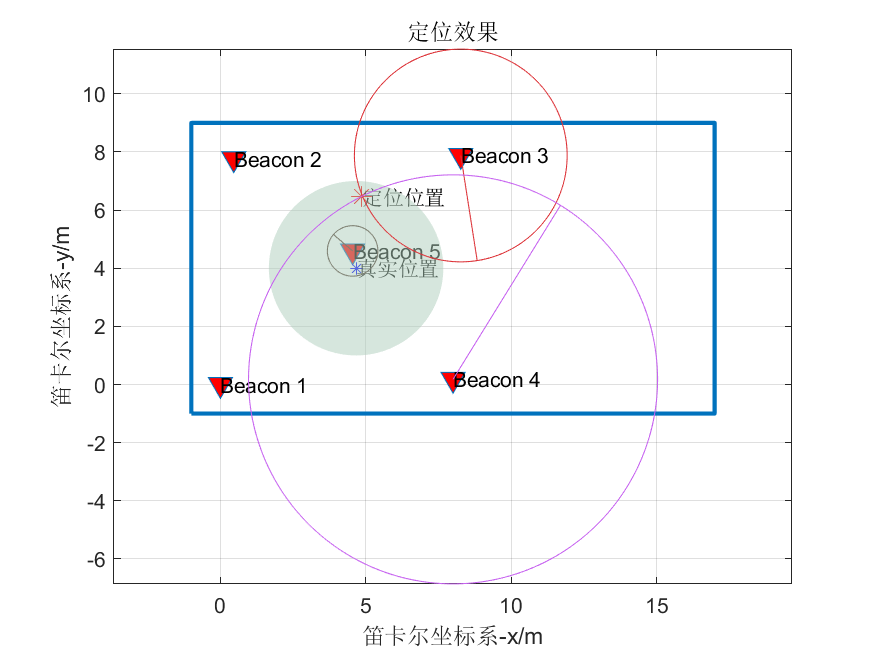 定位效果
10
8
6
4
2
0
-2
-4
-6
0
5
10
15
笛卡尔坐标系-y/m
笛卡尔坐标系-x/m
Beacon 2
Beacon 3
定位位置
Beacon 5
真实位置
Beacon 1
Beacon 4